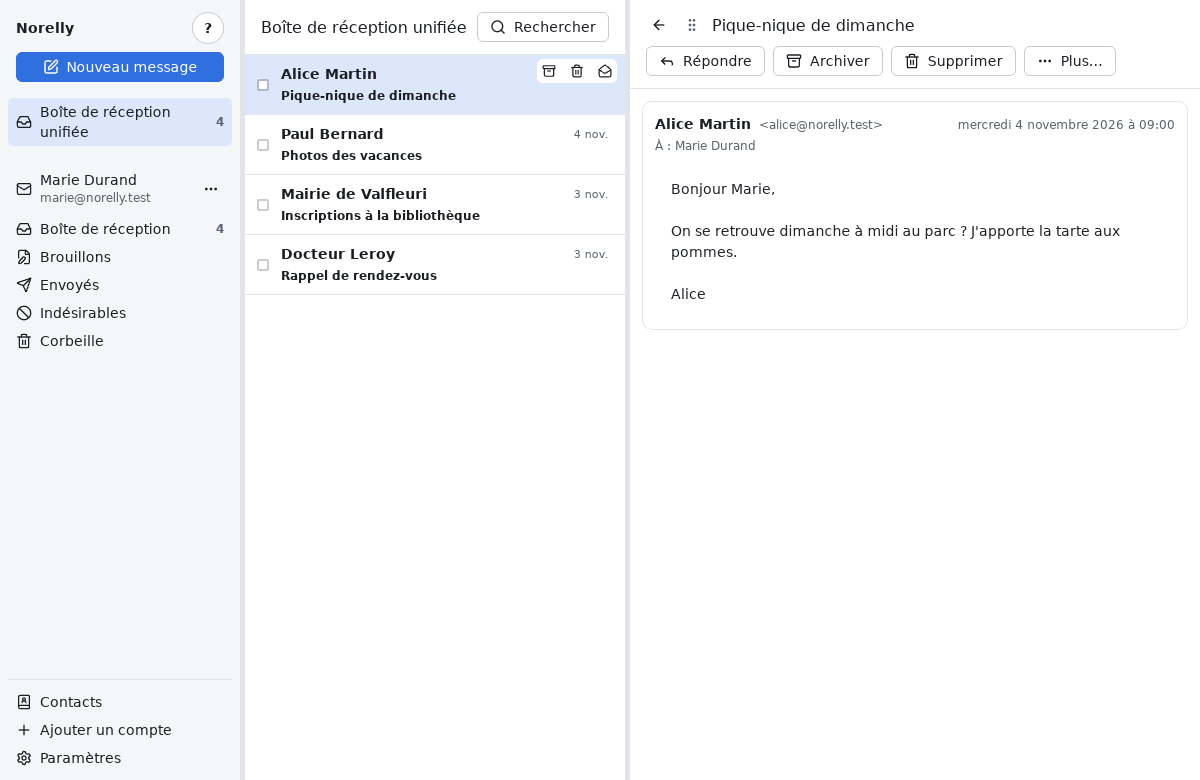 Norelly
?
Nouveau message
Boîte de réception
unifiée
4
Marie Durand
marie@norelly.test
Boîte de réception
4
Brouillons
Envoyés
Indésirables
Corbeille
Contacts
Ajouter un compte
Paramètres
Boîte de réception unifiée
Rechercher
Alice Martin
Pique-nique de dimanche
Paul Bernard
4 nov.
Photos des vacances
Mairie de Valfleuri
3 nov.
Inscriptions à la bibliothèque
Docteur Leroy
3 nov.
Rappel de rendez-vous
Pique-nique de dimanche
Répondre
Archiver
Supprimer
Plus...
Alice Martin <alice@norelly.test>
mercredi 4 novembre 2026 à 09:00
À : Marie Durand
Bonjour Marie,
On se retrouve dimanche à midi au parc ? J'apporte la tarte aux
pommes.
Alice